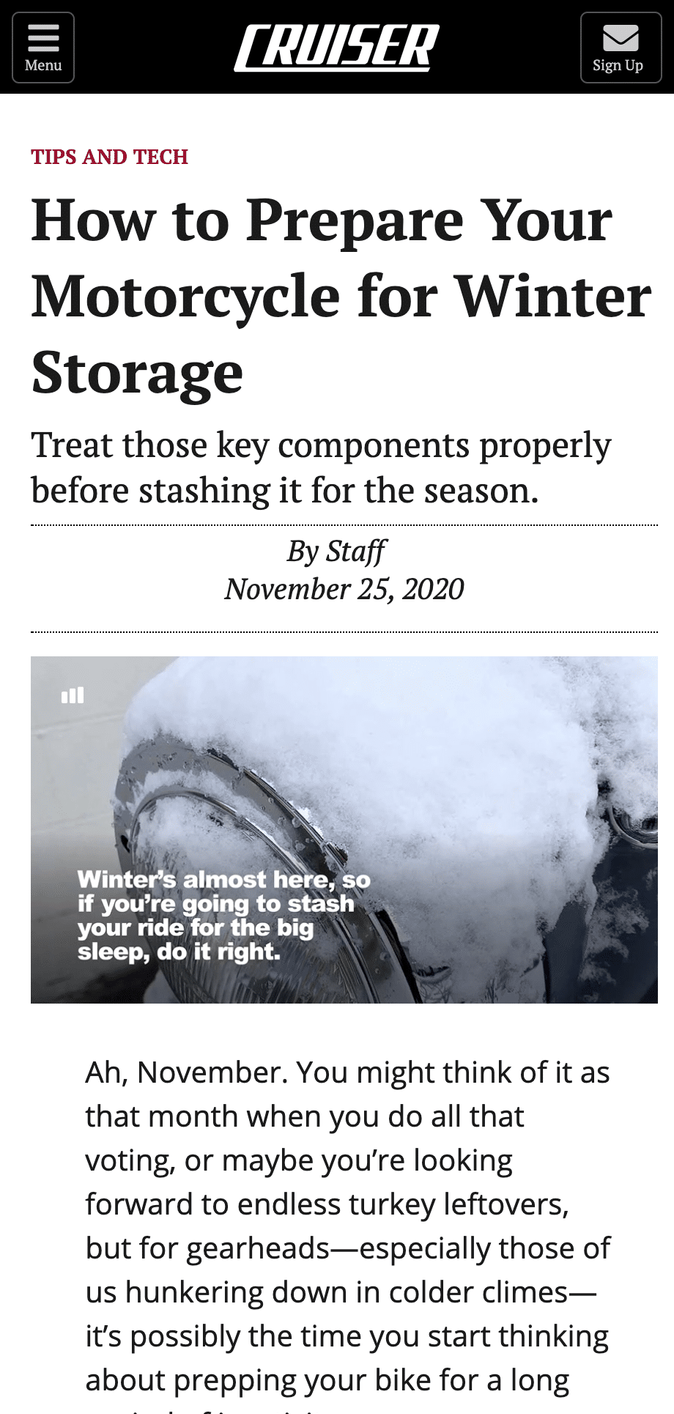 Menu
CRUISER
Sign Up
TIPS AND TECH
How to Prepare Your
Motorcycle for Winter
Storage
Treat those key components properly
before stashing it for the season.
By Staff
November 25, 2020
Winter's almost here, so
if you're going to stash
your ride for the big
sleep, do it right.
Ah, November. You might think of it as
that month when you do all that
voting, or maybe you’re looking
forward to endless turkey leftovers,
but for gearheads—especially those of
us hunkering down in colder climes—
it’s possibly the time you start thinking
about prepping your bike for a long